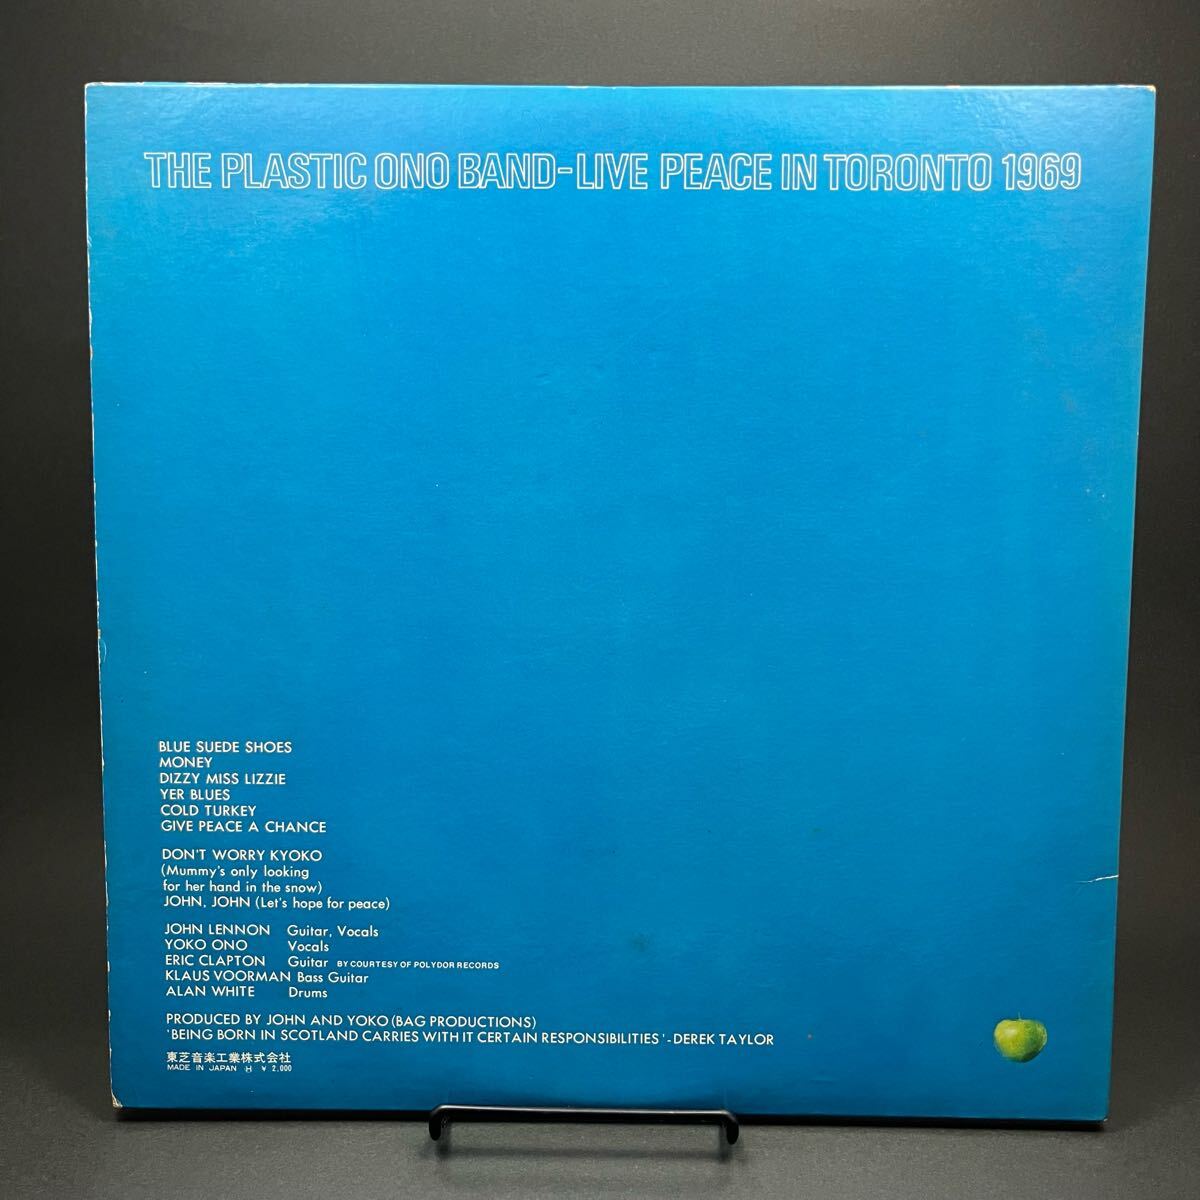 THE PLASTIC ONO BAND-LIVE PEACE IN TORONTO 1969
BLUE SUEDE SHOES
MONEY
DIZZY MISS LIZZIE
YER BLUES
COLD TURKEY
GIVE PEACE A CHANCE
DON'T WORRY KYOKO
(Mummy's only looking
for her hand in the snow)
JOHN, JOHN (Let's hope for peace)
JOHN LENNON Guitar, Vocals
YOKO ONO Vocals
ERIC CLAPTON Guitar BY COURTESY OF POLYDOR RECORDS
KLAUS VOORMAN Bass Guitar
ALAN WHITE Drums
PRODUCED BY JOHN AND YOKO (BAG PRODUCTIONS)
'BEING BORN IN SCOTLAND CARRIES WITH IT CERTAIN RESPONSIBILITIES'-DEREK TAYLOR
東芝音楽工業株式会社
MADE IN JAPAN H ¥ 2,000